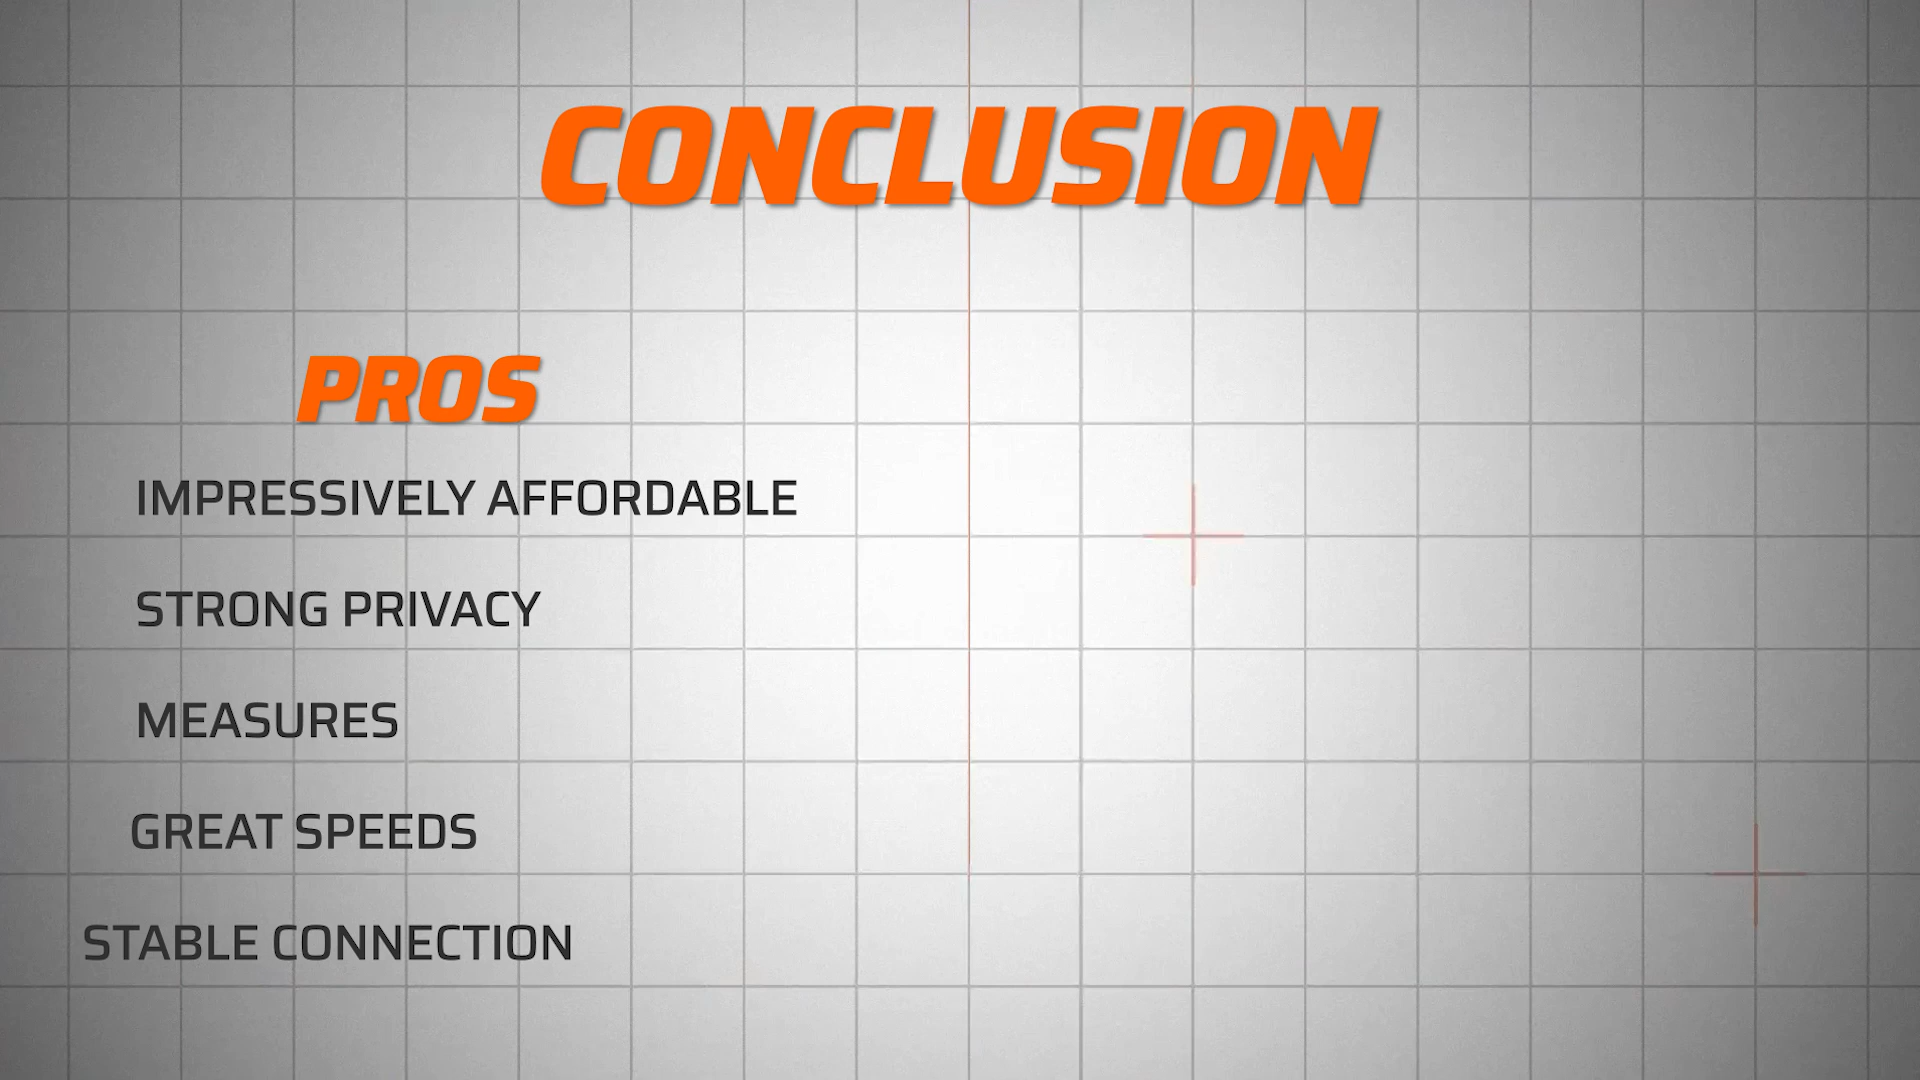 CONCLUSION
PROS
IMPRESSIVELY AFFORDABLE
STRONG PRIVACY
MEASURES
GREAT SPEEDS
STABLE CONNECTION